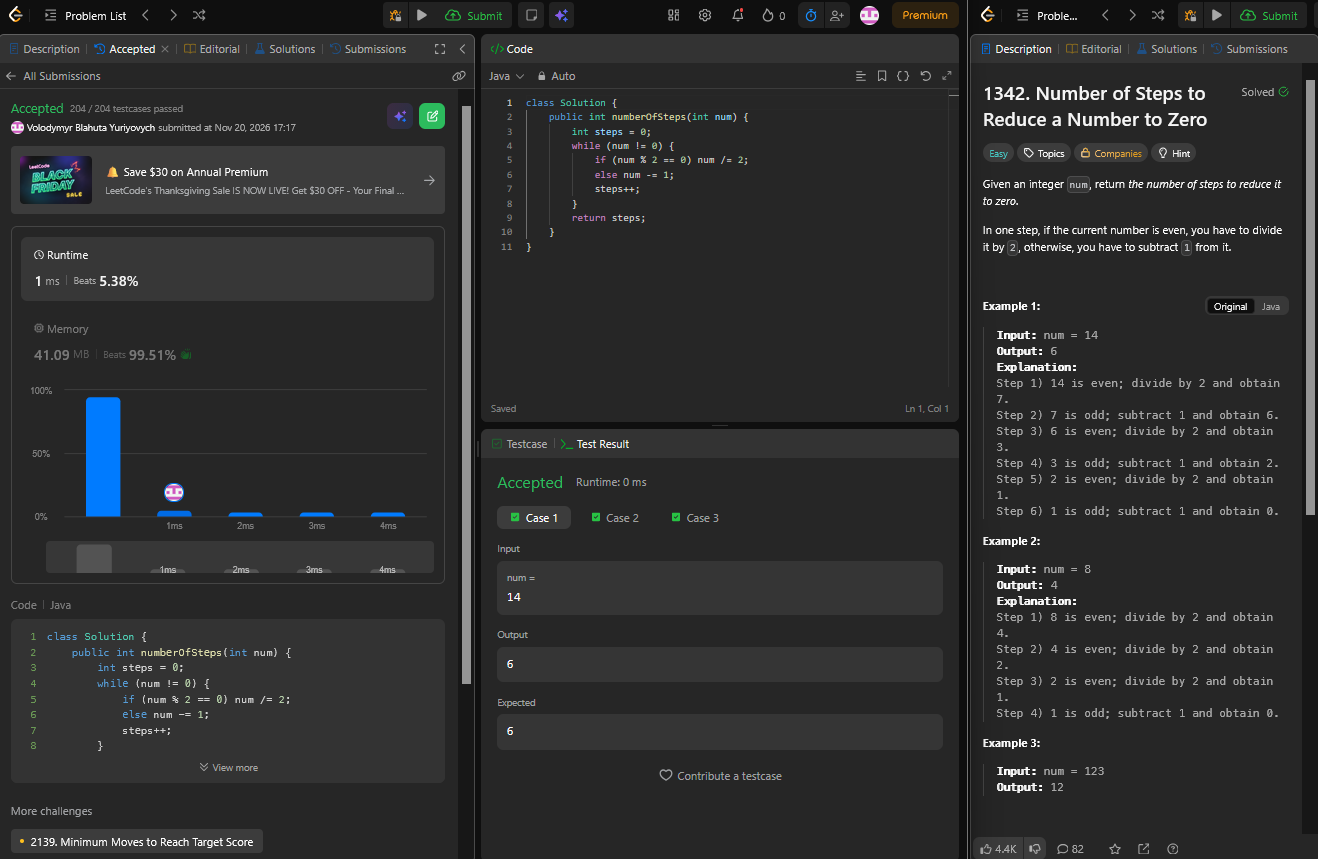 Problem List
Submit
0
Premium
Proble...
Submit
Description
Accepted
Editorial
Solutions
Submissions
All Submissions
Accepted 204 / 204 testcases passed
Volodymyr Blahuta Yuriyovych submitted at Nov 20, 2026 17:17
LeetCode
BLACK
FRIDAY
SALE
Save $30 on Annual Premium
LeetCode's Thanksgiving Sale IS NOW LIVE! Get $30 OFF - Your Final ...
Runtime
1 ms Beats 5.38%
Memory
41.09 MB Beats 99.51%
100%
50%
0%
1ms 2ms 3ms 4ms
1ms 2ms 3ms 4ms
Code Java
1 class Solution {
2 public int numberOfSteps(int num) {
3 int steps = 0;
4 while (num != 0) {
5 if (num % 2 == 0) num /= 2;
6 else num -= 1;
7 steps++;
8 }
View more
More challenges
2139. Minimum Moves to Reach Target Score
</> Code
Java Auto
1 class Solution {
2 public int numberOfSteps(int num) {
3 int steps = 0;
4 while (num != 0) {
5 if (num % 2 == 0) num /= 2;
6 else num -= 1;
7 steps++;
8 }
9 return steps;
10 }
11 }
Saved Ln 1, Col 1
Testcase Test Result
Accepted Runtime: 0 ms
Case 1 Case 2 Case 3
Input
num =
14
Output
6
Expected
6
Contribute a testcase
Description Editorial Solutions Submissions
1342. Number of Steps to
Reduce a Number to Zero
Solved
Easy Topics Companies Hint
Given an integer num, return the number of steps to reduce it
to zero.
In one step, if the current number is even, you have to divide
it by 2, otherwise, you have to subtract 1 from it.
Example 1:
Original Java
Input: num = 14
Output: 6
Explanation:
Step 1) 14 is even; divide by 2 and obtain
7.
Step 2) 7 is odd; subtract 1 and obtain 6.
Step 3) 6 is even; divide by 2 and obtain
3.
Step 4) 3 is odd; subtract 1 and obtain 2.
Step 5) 2 is even; divide by 2 and obtain
1.
Step 6) 1 is odd; subtract 1 and obtain 0.
Example 2:
Input: num = 8
Output: 4
Explanation:
Step 1) 8 is even; divide by 2 and obtain
4.
Step 2) 4 is even; divide by 2 and obtain
2.
Step 3) 2 is even; divide by 2 and obtain
1.
Step 4) 1 is odd; subtract 1 and obtain 0.
Example 3:
Input: num = 123
Output: 12
4.4K 82